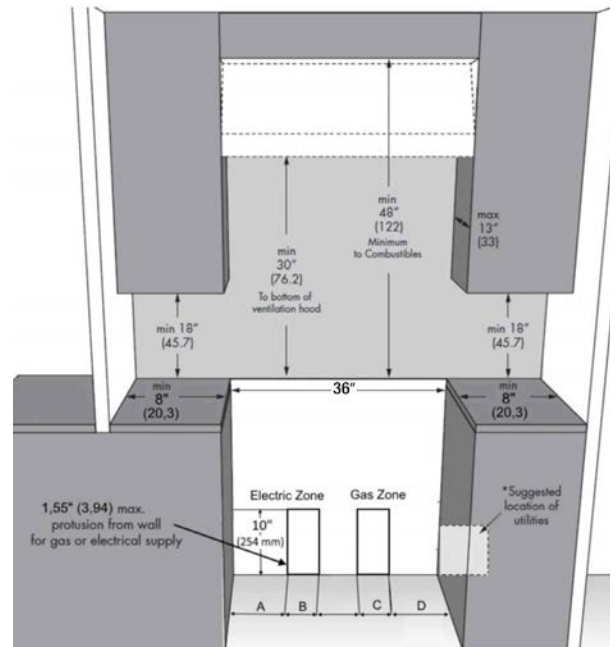 min
48"
(122)
Minimum
to Combustibles
max
13"
(33)
min
30"
(76.2)
To bottom of
ventilation hood
min 18"
(45.7)
min 18"
(45.7)
min
8"
(20,3)
36"
min
8"
(20,3)
Electric Zone
Gas Zone
*Suggested
location of
utilities
1,55" (3,94) max.
protusion from wall
for gas or electrical supply
10"
(254 mm)
A
B
C
D